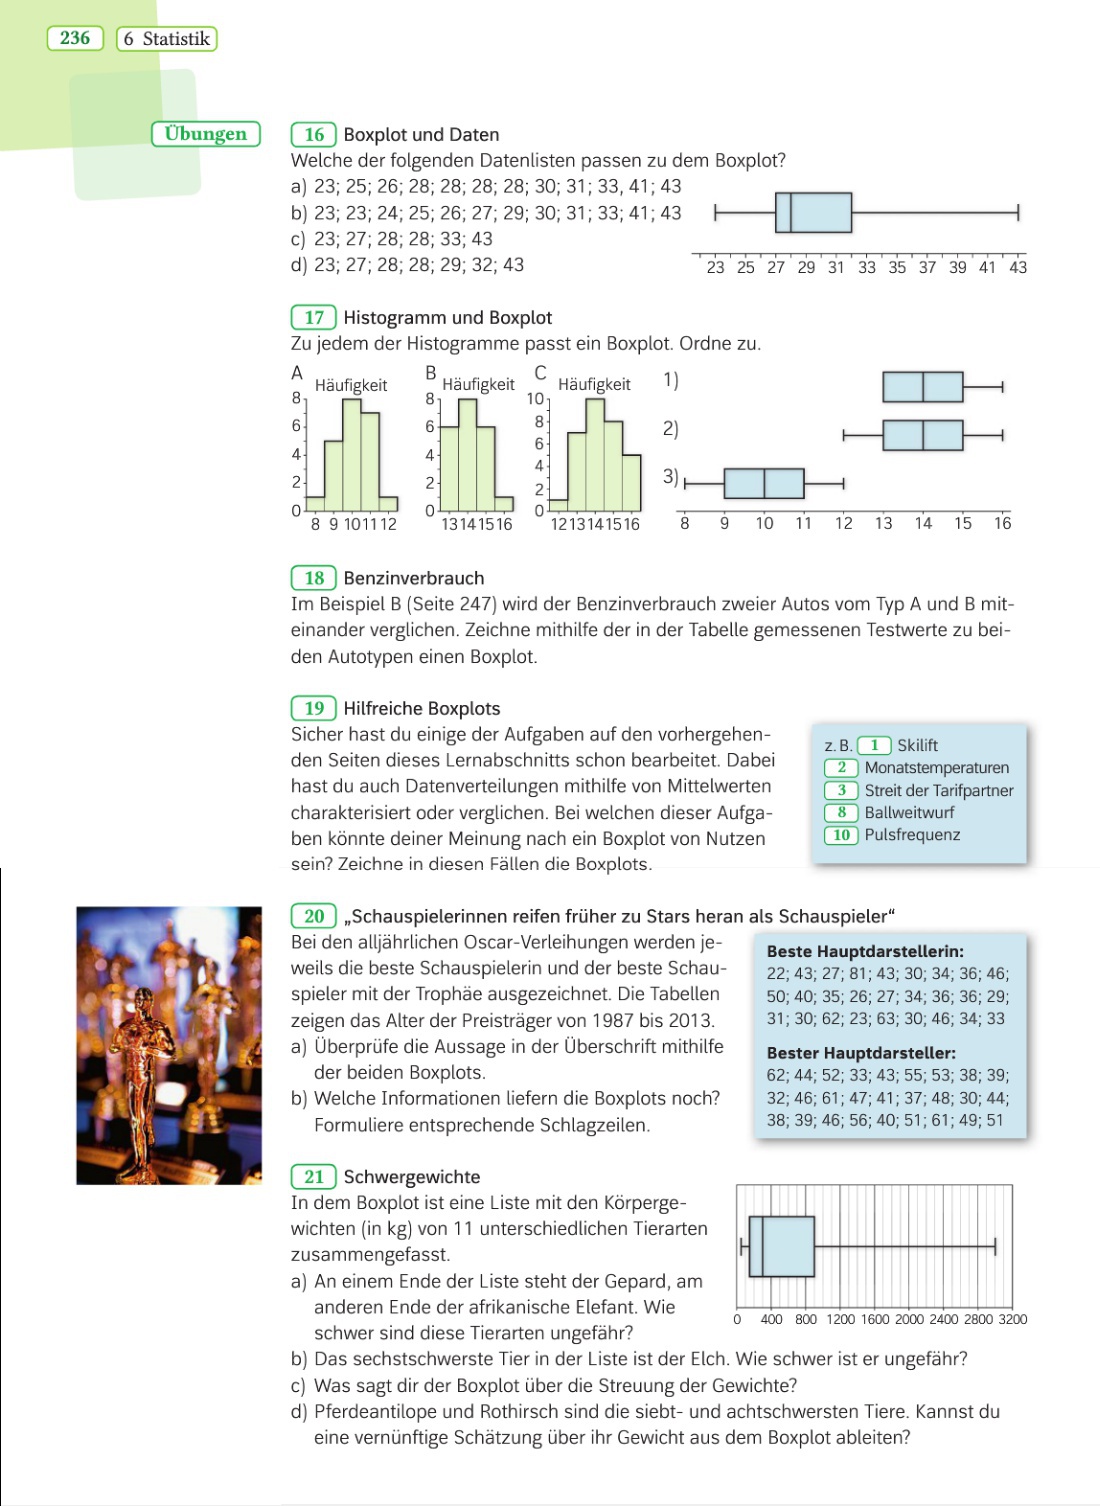 236 6 Statistik
Übungen
16 Boxplot und Daten
Welche der folgenden Datenlisten passen zu dem Boxplot?
a) 23; 25; 26; 28; 28; 28; 28; 30; 31; 33, 41; 43
b) 23; 23; 24; 25; 26; 27; 29; 30; 31; 33; 41; 43
c) 23; 27; 28; 28; 33; 43
d) 23; 27; 28; 28; 29; 32; 43
23 25 27 29 31 33 35 37 39 41 43
17 Histogramm und Boxplot
Zu jedem der Histogramme passt ein Boxplot. Ordne zu.
A
Häufigkeit
8
6
4
2
0
8 9 10 11 12
B
Häufigkeit
8
6
4
2
0
13 14 15 16
C
Häufigkeit
10
8
6
4
2
0
12 13 14 15 16
1)
2)
3)
8 9 10 11 12 13 14 15 16
18 Benzinverbrauch
Im Beispiel B (Seite 247) wird der Benzinverbrauch zweier Autos vom Typ A und B mit-
einander verglichen. Zeichne mithilfe der in der Tabelle gemessenen Testwerte zu bei-
den Autotypen einen Boxplot.
19 Hilfreiche Boxplots
Sicher hast du einige der Aufgaben auf den vorhergehen-
den Seiten dieses Lernabschnitts schon bearbeitet. Dabei
hast du auch Datenverteilungen mithilfe von Mittelwerten
charakterisiert oder verglichen. Bei welchen dieser Aufga-
ben könnte deiner Meinung nach ein Boxplot von Nutzen
sein? Zeichne in diesen Fällen die Boxplots.
z. B. 1 Skilift
2 Monatstemperaturen
3 Streit der Tarifpartner
8 Ballweitwurf
10 Pulsfrequenz
20 „Schauspielerinnen reifen früher zu Stars heran als Schauspieler“
Bei den alljährlichen Oscar-Verleihungen werden je-
weils die beste Schauspielerin und der beste Schau-
spieler mit der Trophäe ausgezeichnet. Die Tabellen
zeigen das Alter der Preisträger von 1987 bis 2013.
a) Überprüfe die Aussage in der Überschrift mithilfe
der beiden Boxplots.
b) Welche Informationen liefern die Boxplots noch?
Formuliere entsprechende Schlagzeilen.
Beste Hauptdarstellerin:
22; 43; 27; 81; 43; 30; 34; 36; 46;
50; 40; 35; 26; 27; 34; 36; 36; 29;
31; 30; 62; 23; 63; 30; 46; 34; 33
Bester Hauptdarsteller:
62; 44; 52; 33; 43; 55; 53; 38; 39;
32; 46; 61; 47; 41; 37; 48; 30; 44;
38; 39; 46; 56; 40; 51; 61; 49; 51
21 Schwergewichte
In dem Boxplot ist eine Liste mit den Körperge-
wichten (in kg) von 11 unterschiedlichen Tierarten
zusammengefasst.
a) An einem Ende der Liste steht der Gepard, am
anderen Ende der afrikanische Elefant. Wie
schwer sind diese Tierarten ungefähr?
0 400 800 1200 1600 2000 2400 2800 3200
b) Das sechstschwerste Tier in der Liste ist der Elch. Wie schwer ist er ungefähr?
c) Was sagt dir der Boxplot über die Streuung der Gewichte?
d) Pferdeantilope und Rothirsch sind die siebt- und achtschwersten Tiere. Kannst du
eine vernünftige Schätzung über ihr Gewicht aus dem Boxplot ableiten?